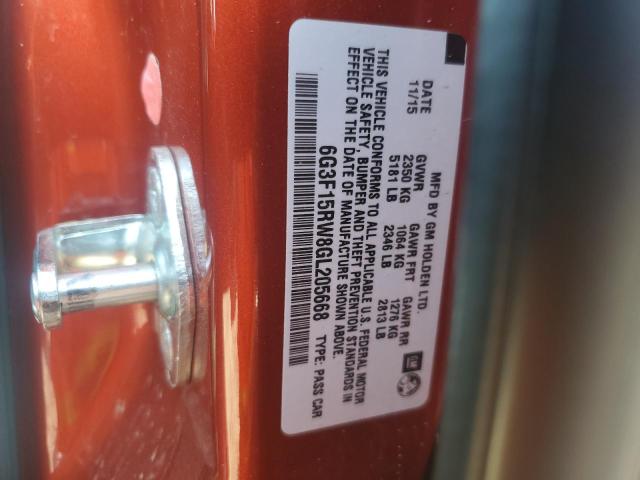 MFD BY GM HOLDEN LTD.
DATE GVWR GAWR FRT GAWR RR
11/15 2350 KG 1064 KG 1276 KG
5181 LB 2346 LB 2813 LB
THIS VEHICLE CONFORMS TO ALL APPLICABLE U.S. FEDERAL MOTOR
VEHICLE SAFETY, BUMPER AND THEFT PREVENTION STANDARDS IN
EFFECT ON THE DATE OF MANUFACTURE SHOWN ABOVE.
6G3F15RW8GL205668 TYPE: PASS CAR
GM